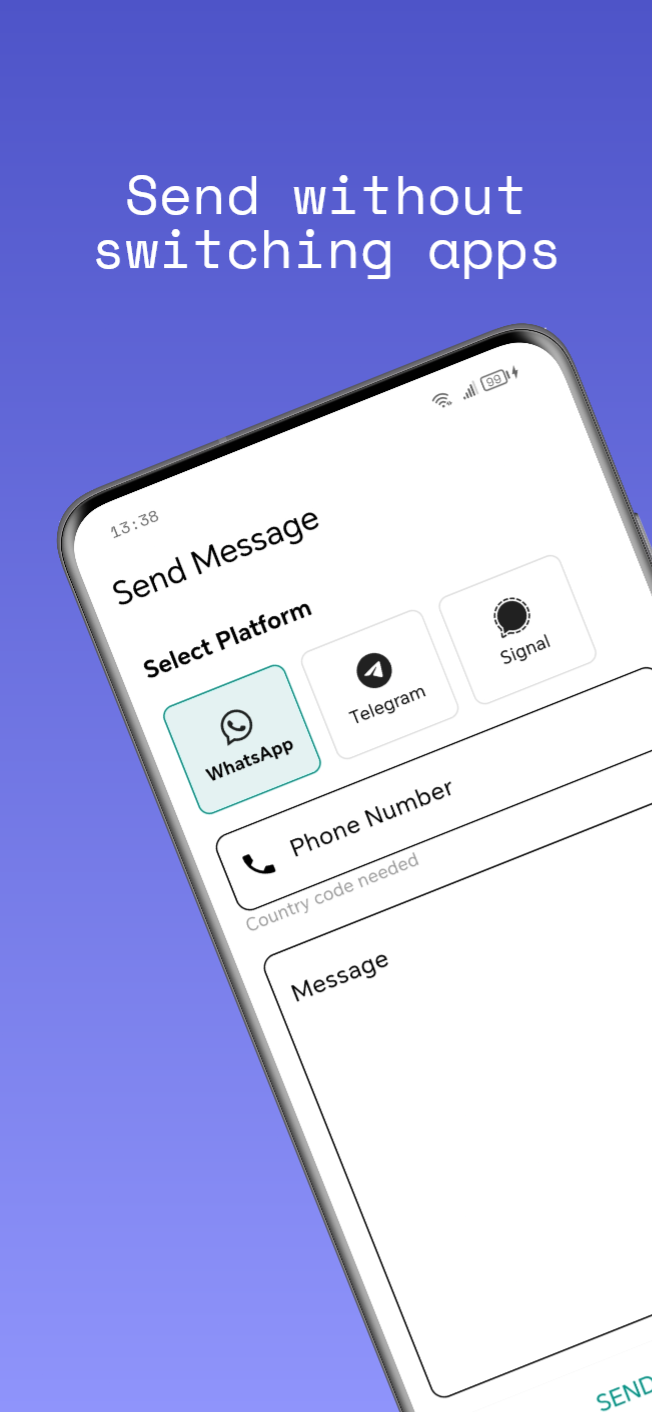 Send without
switching apps
99
13:38
Send Message
Select Platform
WhatsApp
Telegram
Signal
Phone Number
Country code needed
Message
SEND